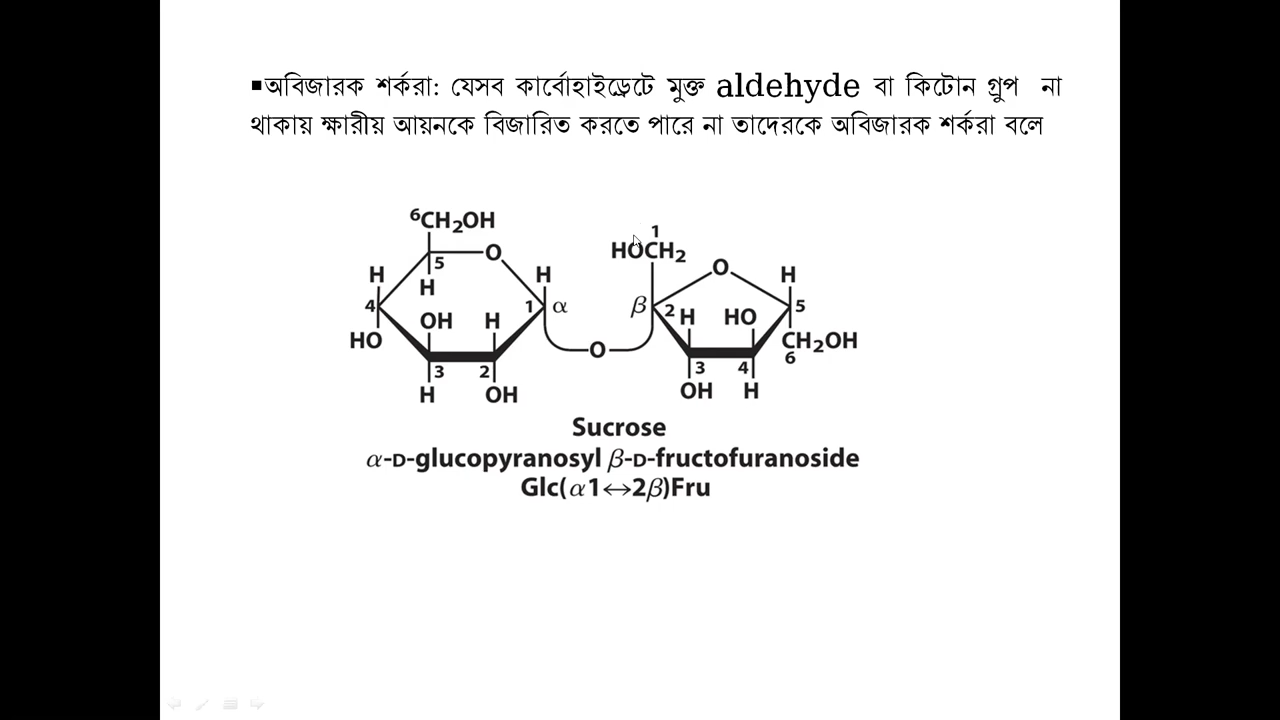 ▪অবিজারক শর্করা: যেসব কার্বোহাইড্রেটে মুক্ত aldehyde বা কিটোন গ্রুপ না
থাকায় ক্ষারীয় আয়নকে বিজারিত করতে পারে না তাদেরকে অবিজারক শর্করা বলে
⁶CH₂OH
1
HOCH₂
O
5
O
H
H
H
H
H
4
1
α
β
2
H
HO
5
OH
H
HO
O
CH₂OH
6
3
2
3
4
H
OH
OH
H
Sucrose
α-D-glucopyranosyl β-D-fructofuranoside
Glc(α1↔2β)Fru